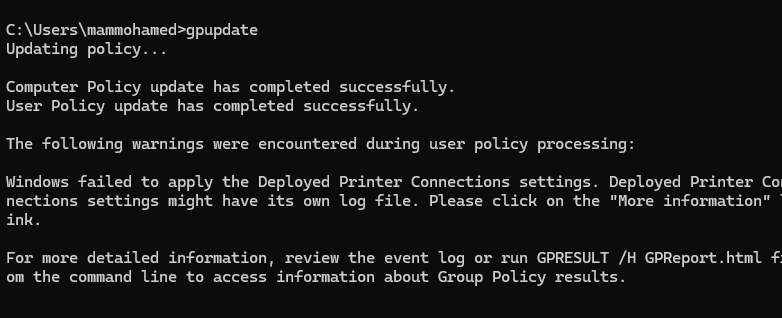 C:\Users\mammohamed>gpupdate
Updating policy...
Computer Policy update has completed successfully.
User Policy update has completed successfully.
The following warnings were encountered during user policy processing:
Windows failed to apply the Deployed Printer Connections settings. Deployed Printer Co
nections settings might have its own log file. Please click on the "More information"
ink.
For more detailed information, review the event log or run GPRESULT /H GPReport.html f
om the command line to access information about Group Policy results.